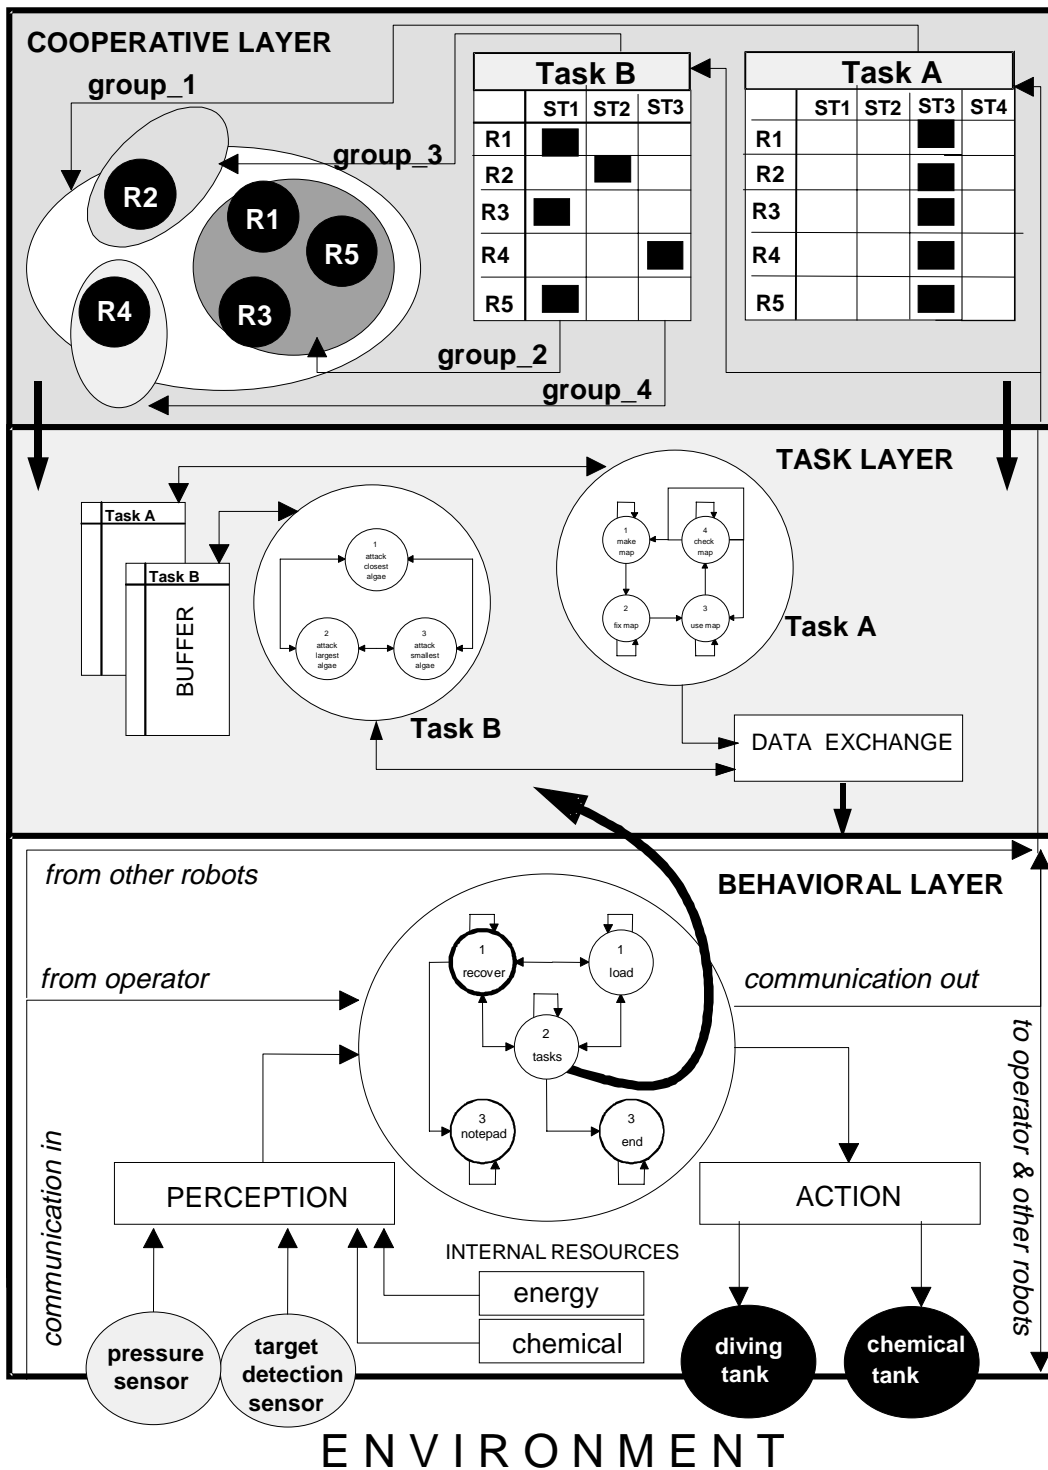 COOPERATIVE LAYER
group_1
group_3
R2
R1
R5
R4
R3
group_2
group_4
Task B
ST1 ST2 ST3
R1
R2
R3
R4
R5
Task A
ST1 ST2 ST3 ST4
R1
R2
R3
R4
R5
TASK LAYER
Task A
Task B
BUFFER
1
attack
closest
algae
2
attack
largest
algae
3
attack
smallest
algae
Task B
1
make
map
4
check
map
2
fix map
3
use map
Task A
DATA EXCHANGE
from other robots
BEHAVIORAL LAYER
from operator
communication out
1
recover
1
load
2
tasks
3
notepad
3
end
communication in
to operator & other robots
PERCEPTION
ACTION
INTERNAL RESOURCES
energy
chemical
pressure
sensor
target
detection
sensor
diving
tank
chemical
tank
ENVIRONMENT